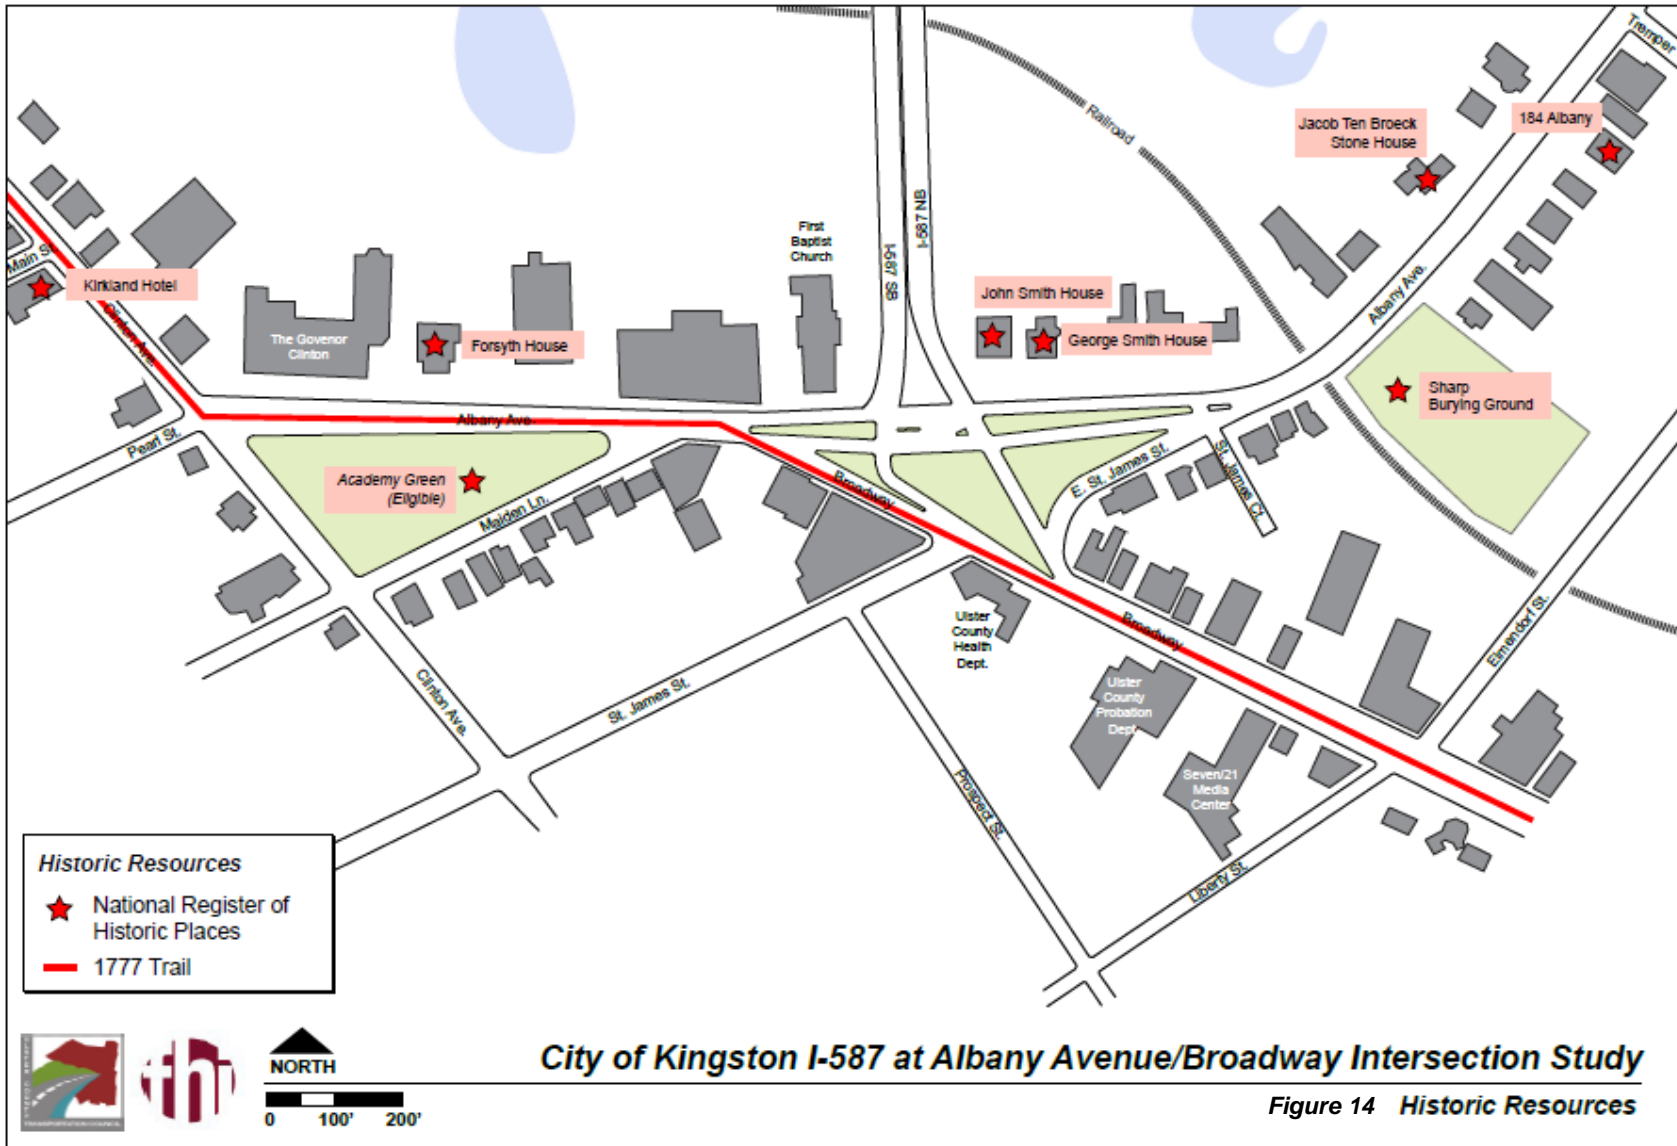 Tremper
Railroad
Jacob Ten Broeck
Stone House
184 Albany
I-587 NB
I-587 SB
First
Baptist
Church
Main St.
Kirkland Hotel
Clinton Ave.
The Govenor
Clinton
Forsyth House
John Smith House
George Smith House
Albany Ave.
Sharp
Burying Ground
Albany Ave.
Pearl St.
Academy Green
(Eligible)
Maiden Ln.
Broadway
E. St. James St.
St. James Ct.
Ulster
County
Health
Dept.
Broadway
Elmendorf St.
Clinton Ave.
St. James St.
Ulster
County
Probation
Dept.
Seven/21
Media
Center
Prospect St.
Liberty St.
Historic Resources
National Register of
Historic Places
1777 Trail
TRANSPORTATION COUNCIL
thi
NORTH
0 100' 200'
City of Kingston I-587 at Albany Avenue/Broadway Intersection Study
Figure 14 Historic Resources